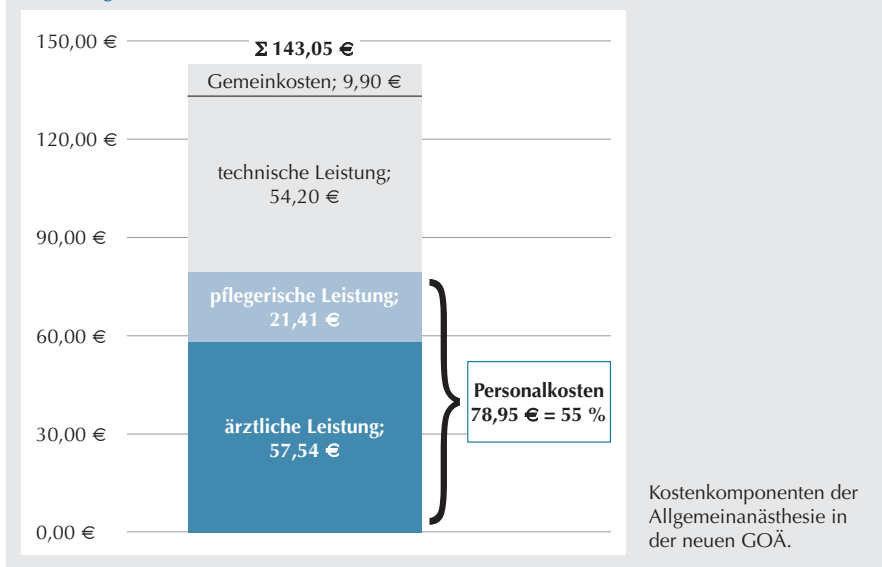 150,00 €
Σ 143,05 €
Gemeinkosten; 9,90 €
120,00 €
technische Leistung;
54,20 €
90,00 €
pflegerische Leistung;
21,41 €
60,00 €
Personalkosten
78,95 € = 55 %
ärztliche Leistung;
57,54 €
30,00 €
0,00 €
Kostenkomponenten der
Allgemeinanästhesie in
der neuen GOÄ.